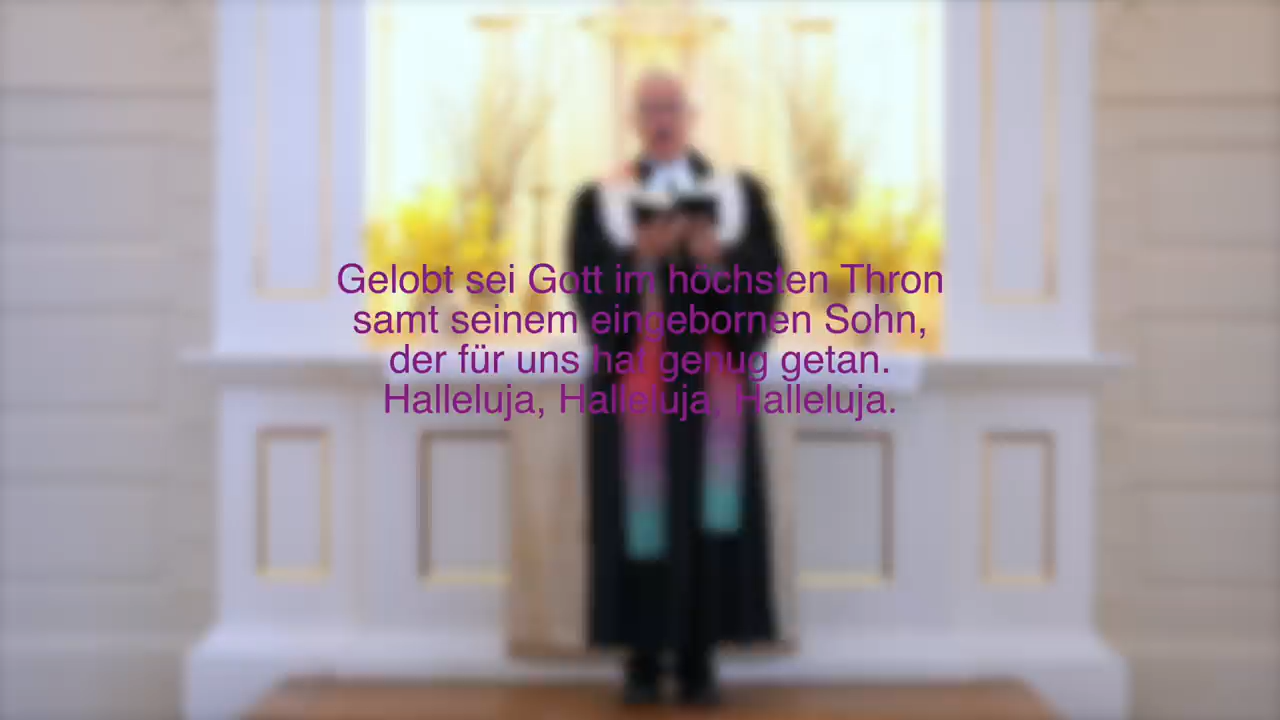 Gelobt sei Gott im höchsten Thron
samt seinem eingebornen Sohn,
der für uns hat genug getan.
Halleluja, Halleluja, Halleluja.